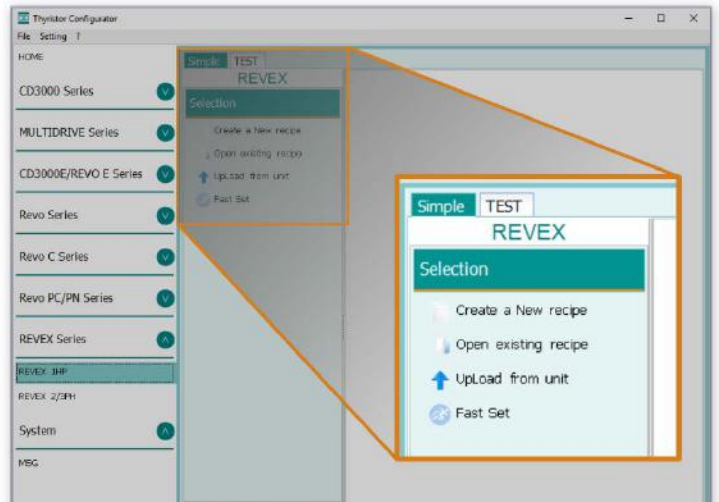 Thyristor Configurator
File Setting ?
HOME
CD3000 Series
MULTIDRIVE Series
CD3000E/REVO E Series
Revo Series
Revo C Series
Revo PC/PN Series
REVEX Series
REVEX 1HP
REVEX 2/3PH
System
MSG
Simple TEST
REVEX
Selection
Create a New recipe
Open existing recipe
UpLoad from unit
Fast Set
Simple TEST
REVEX
Selection
Create a New recipe
Open existing recipe
UpLoad from unit
Fast Set